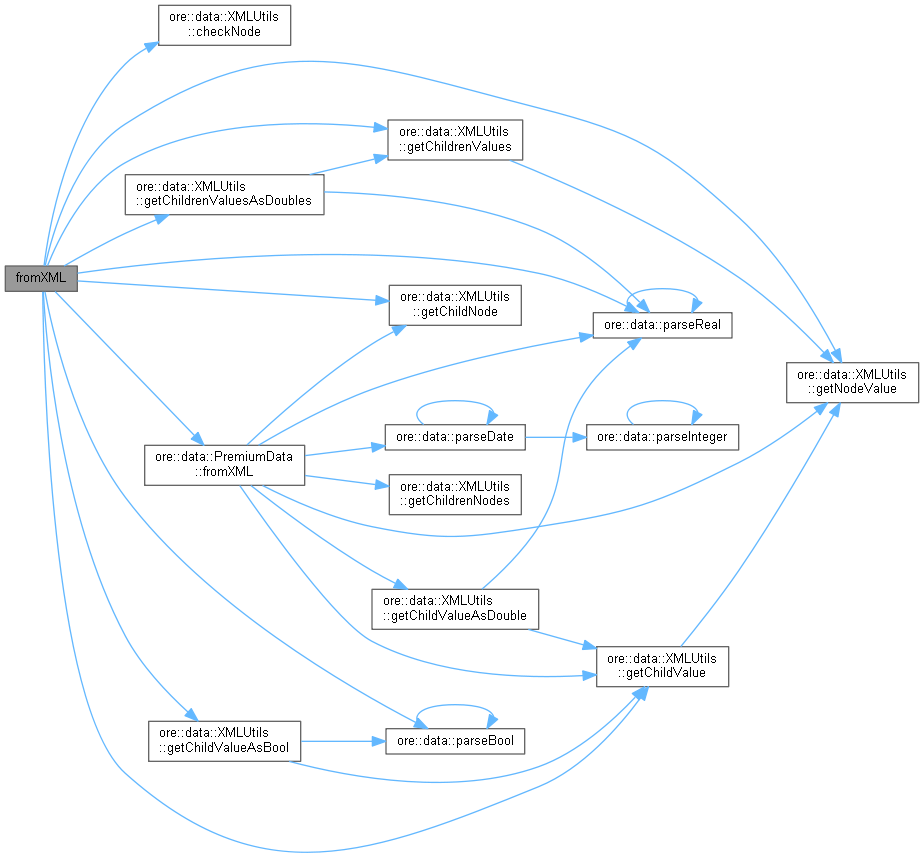 ore::data::XMLUtils
::checkNode
ore::data::XMLUtils
::getChildrenValues
ore::data::XMLUtils
::getChildrenValuesAsDoubles
fromXML
ore::data::XMLUtils
::getChildNode
ore::data::parseReal
ore::data::XMLUtils
::getNodeValue
ore::data::parseDate
ore::data::parseInteger
ore::data::PremiumData
::fromXML
ore::data::XMLUtils
::getChildrenNodes
ore::data::XMLUtils
::getChildValueAsDouble
ore::data::XMLUtils
::getChildValue
ore::data::XMLUtils
::getChildValueAsBool
ore::data::parseBool